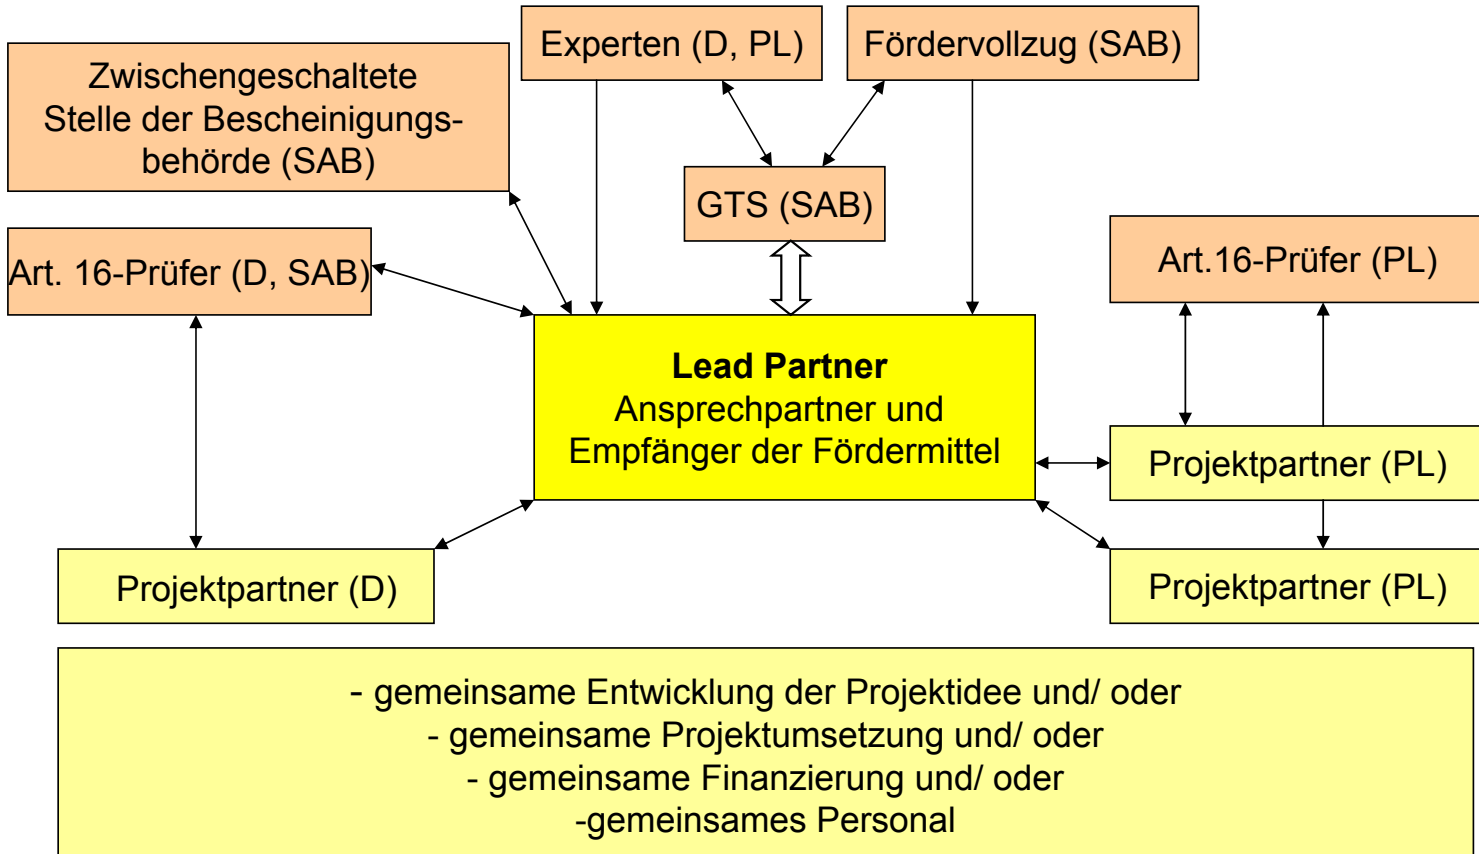 Experten (D, PL)
Fördervollzug (SAB)
Zwischengeschaltete
Stelle der Bescheinigungs-
behörde (SAB)
GTS (SAB)
Art. 16-Prüfer (D, SAB)
Art.16-Prüfer (PL)
Lead Partner
Ansprechpartner und
Empfänger der Fördermittel
Projektpartner (PL)
Projektpartner (D)
Projektpartner (PL)
- gemeinsame Entwicklung der Projektidee und/ oder
- gemeinsame Projektumsetzung und/ oder
- gemeinsame Finanzierung und/ oder
-gemeinsames Personal